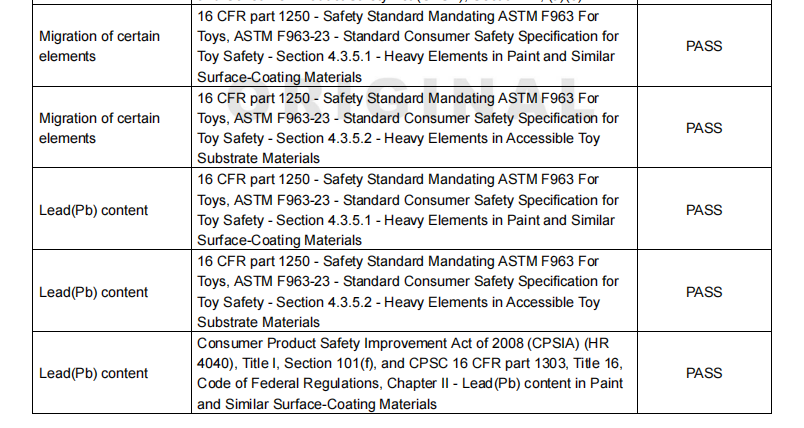 Migration of certain
elements
16 CFR part 1250 - Safety Standard Mandating ASTM F963 For
Toys, ASTM F963-23 - Standard Consumer Safety Specification for
Toy Safety - Section 4.3.5.1 - Heavy Elements in Paint and Similar
Surface-Coating Materials
PASS
ORIGINAL
Migration of certain
elements
16 CFR part 1250 - Safety Standard Mandating ASTM F963 For
Toys, ASTM F963-23 - Standard Consumer Safety Specification for
Toy Safety - Section 4.3.5.2 - Heavy Elements in Accessible Toy
Substrate Materials
PASS
Lead(Pb) content
16 CFR part 1250 - Safety Standard Mandating ASTM F963 For
Toys, ASTM F963-23 - Standard Consumer Safety Specification for
Toy Safety - Section 4.3.5.1 - Heavy Elements in Paint and Similar
Surface-Coating Materials
PASS
Lead(Pb) content
16 CFR part 1250 - Safety Standard Mandating ASTM F963 For
Toys, ASTM F963-23 - Standard Consumer Safety Specification for
Toy Safety - Section 4.3.5.2 - Heavy Elements in Accessible Toy
Substrate Materials
PASS
Lead(Pb) content
Consumer Product Safety Improvement Act of 2008 (CPSIA) (HR
4040), Title I, Section 101(f), and CPSC 16 CFR part 1303, Title 16,
Code of Federal Regulations, Chapter II - Lead(Pb) content in Paint
and Similar Surface-Coating Materials
PASS